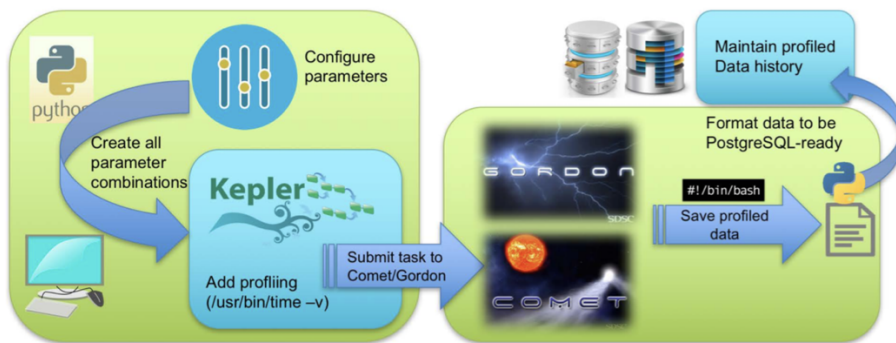 python
Configure
parameters
Create all
parameter
combinations
Kepler
Add profliing
(/usr/bin/time –v)
Submit task to
Comet/Gordon
GORDON
SDSC
COMET
SDSC
#!/bin/bash
Save profiled
data
Format data to be
PostgreSQL-ready
Maintain profiled
Data history